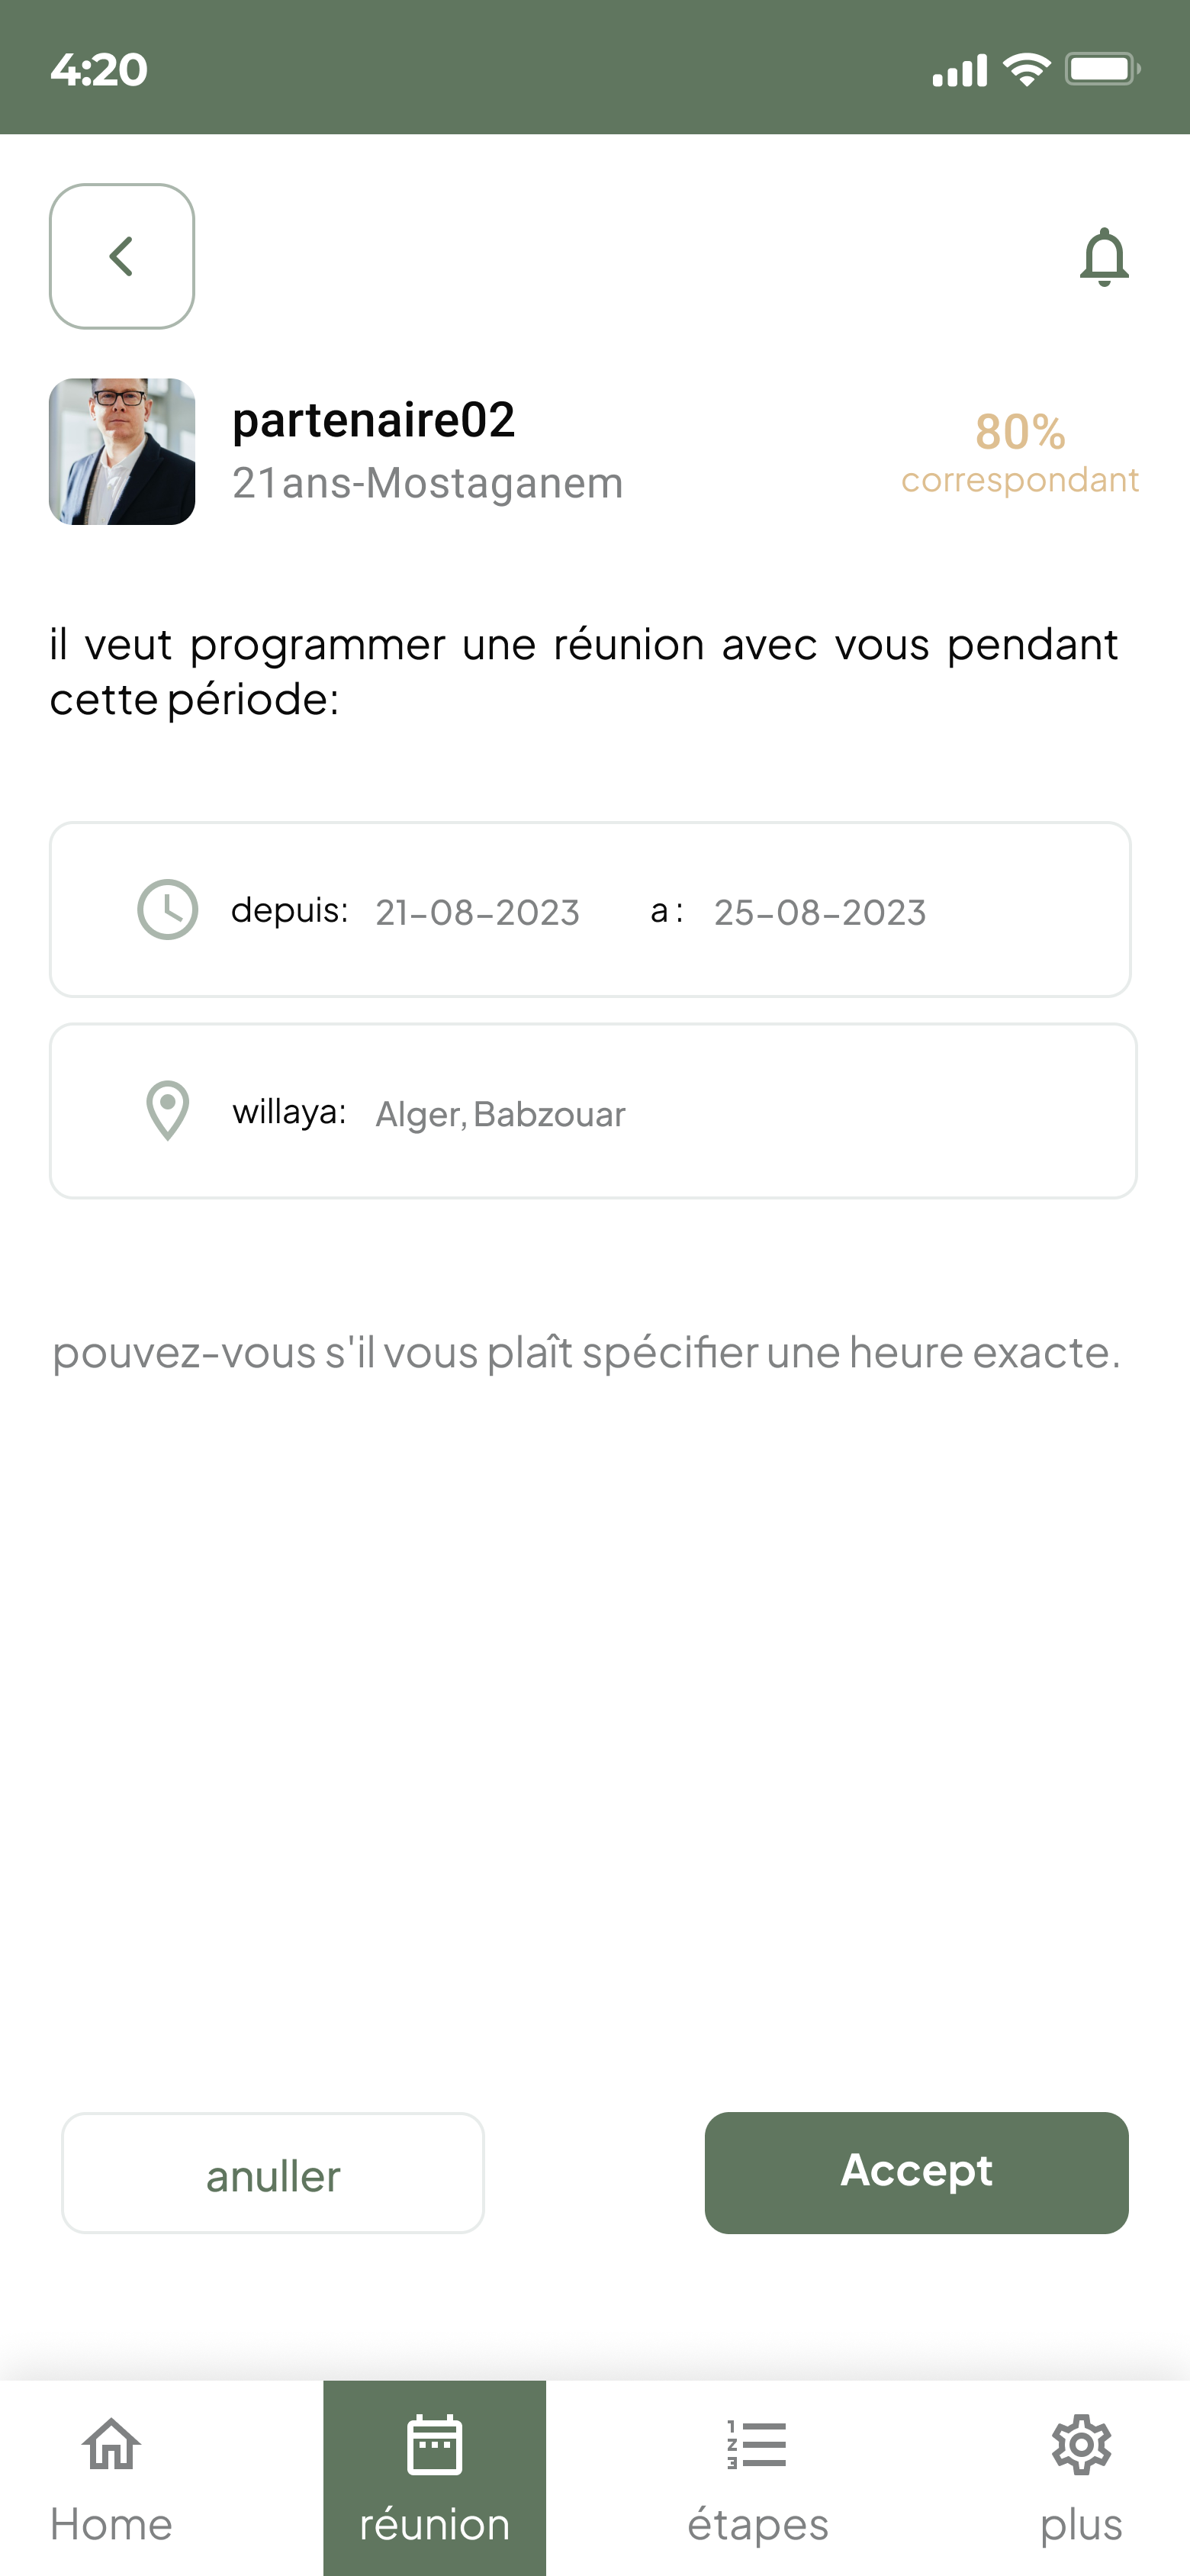 4:20
partenaire02
21ans-Mostaganem
80%
correspondant
il veut programmer une réunion avec vous pendant
cette période:
depuis: 21-08-2023 a : 25-08-2023
willaya: Alger, Babzouar
pouvez-vous s'il vous plaît spécifier une heure exacte.
anuller
Accept
Home
réunion
étapes
plus